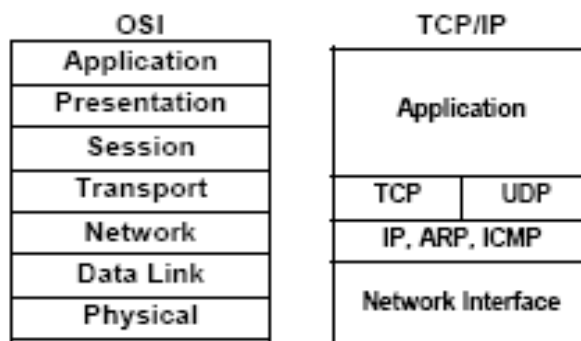 OSI
Application
Presentation
Session
Transport
Network
Data Link
Physical
TCP/IP
Application
TCP UDP
IP, ARP, ICMP
Network Interface